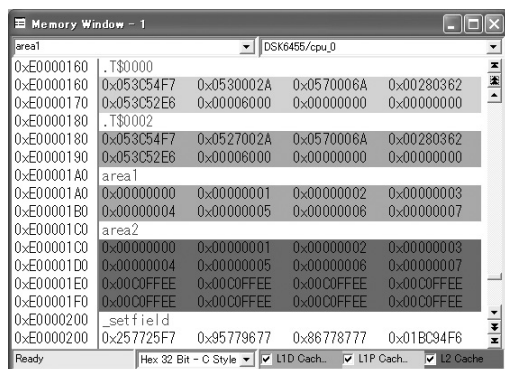 Memory Window - 1
area1 DSK6455/cpu_0
0xE0000160 .T$0000
0xE0000160 0x053C54F7 0x0530002A 0x0570006A 0x00280362
0xE0000170 0x053C52E6 0x00006000 0x00000000 0x00000000
0xE0000180 .T$0002
0xE0000180 0x053C54F7 0x0527002A 0x0570006A 0x00280362
0xE0000190 0x053C52E6 0x00006000 0x00000000 0x00000000
0xE00001A0 area1
0xE00001A0 0x00000000 0x00000001 0x00000002 0x00000003
0xE00001B0 0x00000004 0x00000005 0x00000006 0x00000007
0xE00001C0 area2
0xE00001C0 0x00000000 0x00000001 0x00000002 0x00000003
0xE00001D0 0x00000004 0x00000005 0x00000006 0x00000007
0xE00001E0 0x00C0FFEE 0x00C0FFEE 0x00C0FFEE 0x00C0FFEE
0xE00001F0 0x00C0FFEE 0x00C0FFEE 0x00C0FFEE 0x00C0FFEE
0xE0000200 _setfield
0xE0000200 0x257725F7 0x95779677 0x86778777 0x01BC94F6
Ready Hex 32 Bit - C Style L1D Cach.. L1P Cach.. L2 Cache